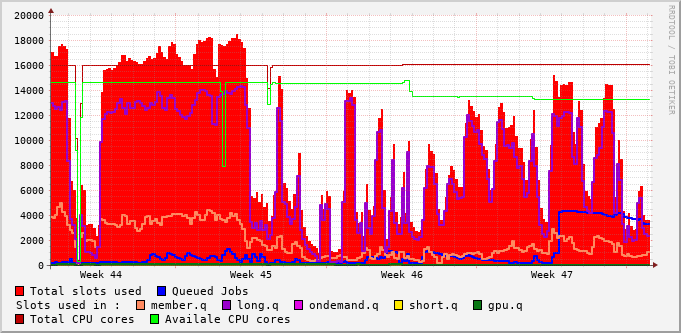 20000
18000
16000
14000
12000
10000
8000
6000
4000
2000
0
Week 44 Week 45 Week 46 Week 47
RRDTOOL / TOBI OETIKER
Total slots used Queued Jobs
Slots used in : member.q long.q ondemand.q short.q gpu.q
Total CPU cores Availale CPU cores